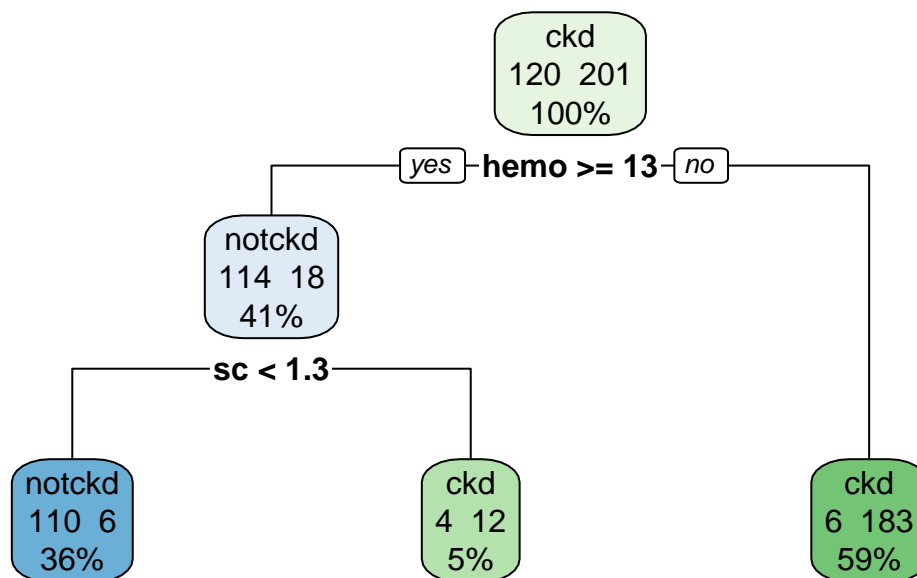 ckd
120 201
100%
yes hemo >= 13 no
notckd
114 18
41%
sc < 1.3
notckd
110 6
36%
ckd
4 12
5%
ckd
6 183
59%